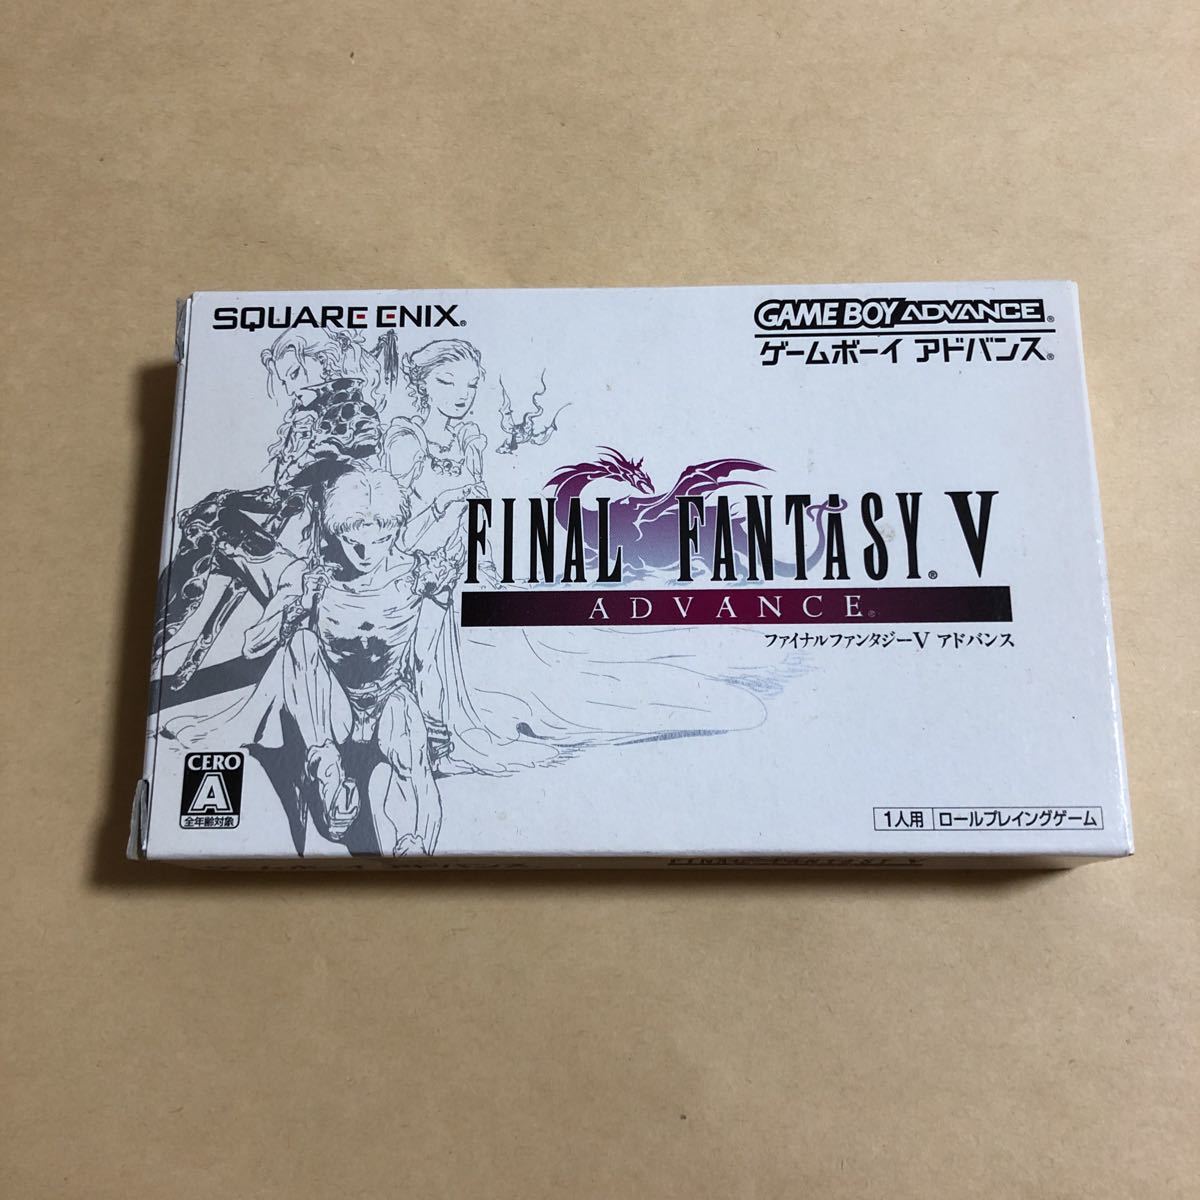 SQUARE ENIX®
GAME BOY ADVANCE®
ゲームボーイ アドバンス®
FINAL FANTASY® V
ADVANCE®
ファイナルファンタジーV アドバンス
CERO
A
全年齢対象
1人用 ロールプレイングゲーム
FINAL FANTASY V